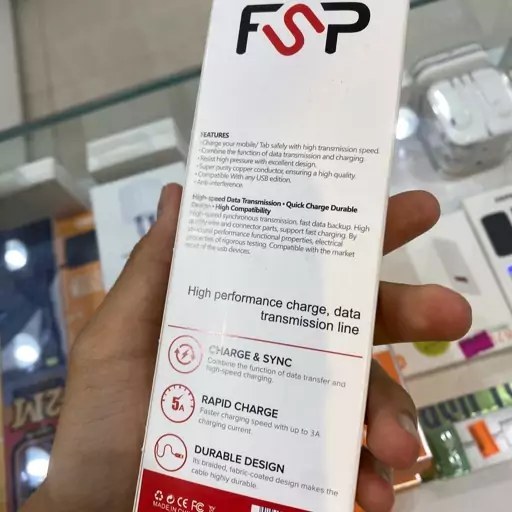 FSP
FEATURES
• Charge your mobile/ Tab safely with high transmission speed.
• Combine the function of data transmission and charging.
• Resist high pressure with excellent design.
• Super purity copper conductor, ensuring a high quality.
• Compatible With any USB edition.
• Anti-interference.
High-speed Data Transmission • Quick Charge Durable
Design • High Compatibility
High-speed synchronous transmission, fast data backup. High
quality wire and connector parts, support fast charging. By
structural performance functional properties, electrical
properties of rigorous testing. Compatible with the market
most of the usb devices.
High performance charge, data
transmission line
CHARGE & SYNC
Combine the function of data transfer and
high-speed charging.
5A
RAPID CHARGE
Faster charging speed with up to 3A
charging current.
DURABLE DESIGN
Its braided, fabric-coated design makes the
cable highly durable.
CE FC
MADE IN